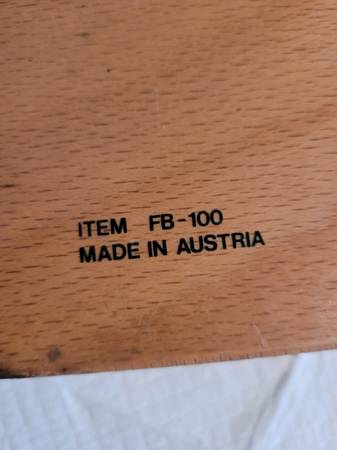 ITEM FB-100
MADE IN AUSTRIA